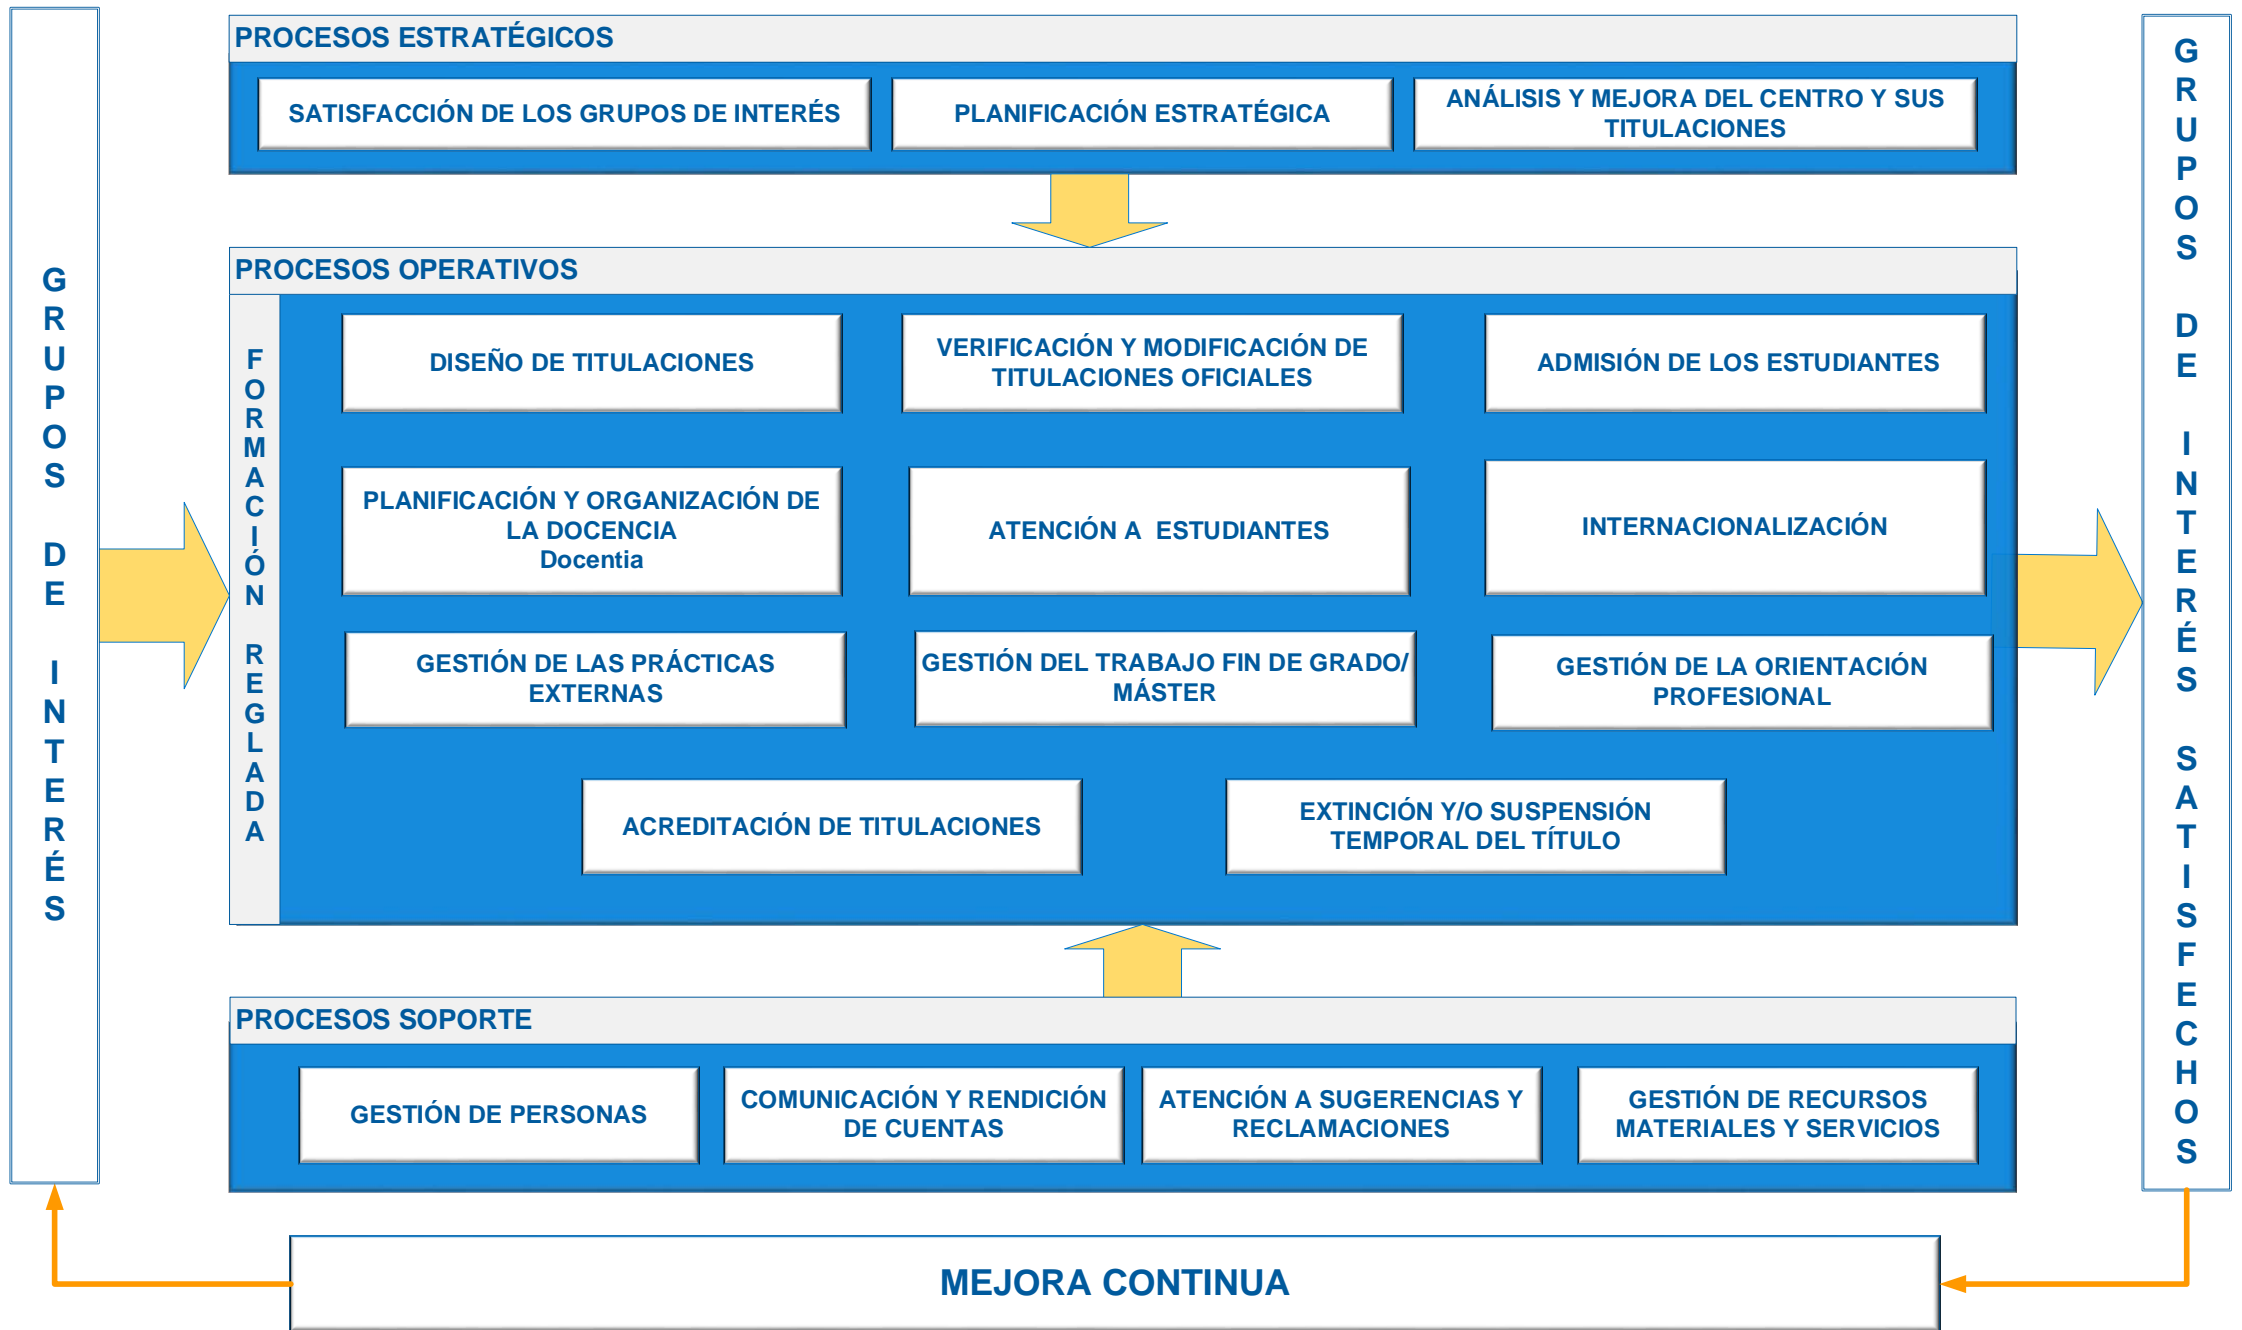 PROCESOS ESTRATÉGICOS
SATISFACCIÓN DE LOS GRUPOS DE INTERÉS
PLANIFICACIÓN ESTRATÉGICA
ANÁLISIS Y MEJORA DEL CENTRO Y SUS
TITULACIONES
GRUPOS DE INTERÉS
PROCESOS OPERATIVOS
FORMACIÓN REGLADA
DISEÑO DE TITULACIONES
VERIFICACIÓN Y MODIFICACIÓN DE
TITULACIONES OFICIALES
ADMISIÓN DE LOS ESTUDIANTES
PLANIFICACIÓN Y ORGANIZACIÓN DE
LA DOCENCIA
Docentia
ATENCIÓN A  ESTUDIANTES
INTERNACIONALIZACIÓN
GESTIÓN DE LAS PRÁCTICAS
EXTERNAS
GESTIÓN DEL TRABAJO FIN DE GRADO/
MÁSTER
GESTIÓN DE LA ORIENTACIÓN
PROFESIONAL
ACREDITACIÓN DE TITULACIONES
EXTINCIÓN Y/O SUSPENSIÓN
TEMPORAL DEL TÍTULO
PROCESOS SOPORTE
GESTIÓN DE PERSONAS
COMUNICACIÓN Y RENDICIÓN
DE CUENTAS
ATENCIÓN A SUGERENCIAS Y
RECLAMACIONES
GESTIÓN DE RECURSOS
MATERIALES Y SERVICIOS
GRUPOS DE INTERÉS SATISFECHOS
MEJORA CONTINUA